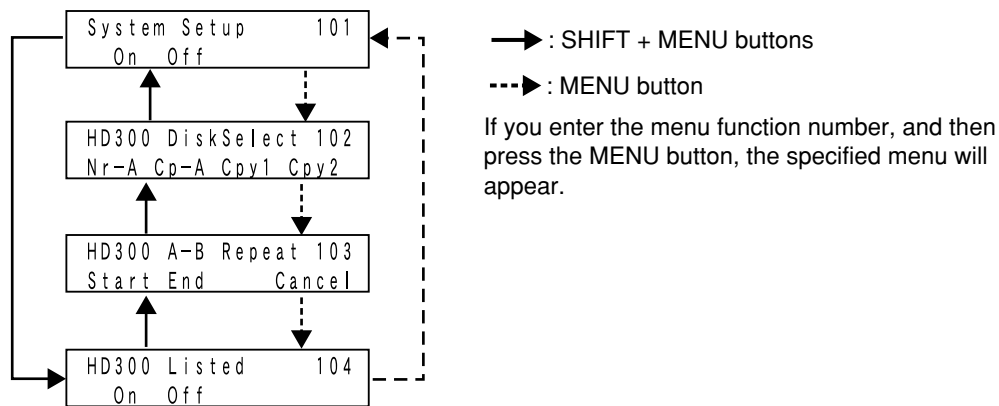 System Setup 101
On Off
HD300 DiskSelect 102
Nr-A Cp-A Cpy1 Cpy2
HD300 A-B Repeat 103
Start End Cancel
HD300 Listed 104
On Off
: SHIFT + MENU buttons
: MENU button
If you enter the menu function number, and then
press the MENU button, the specified menu will
appear.